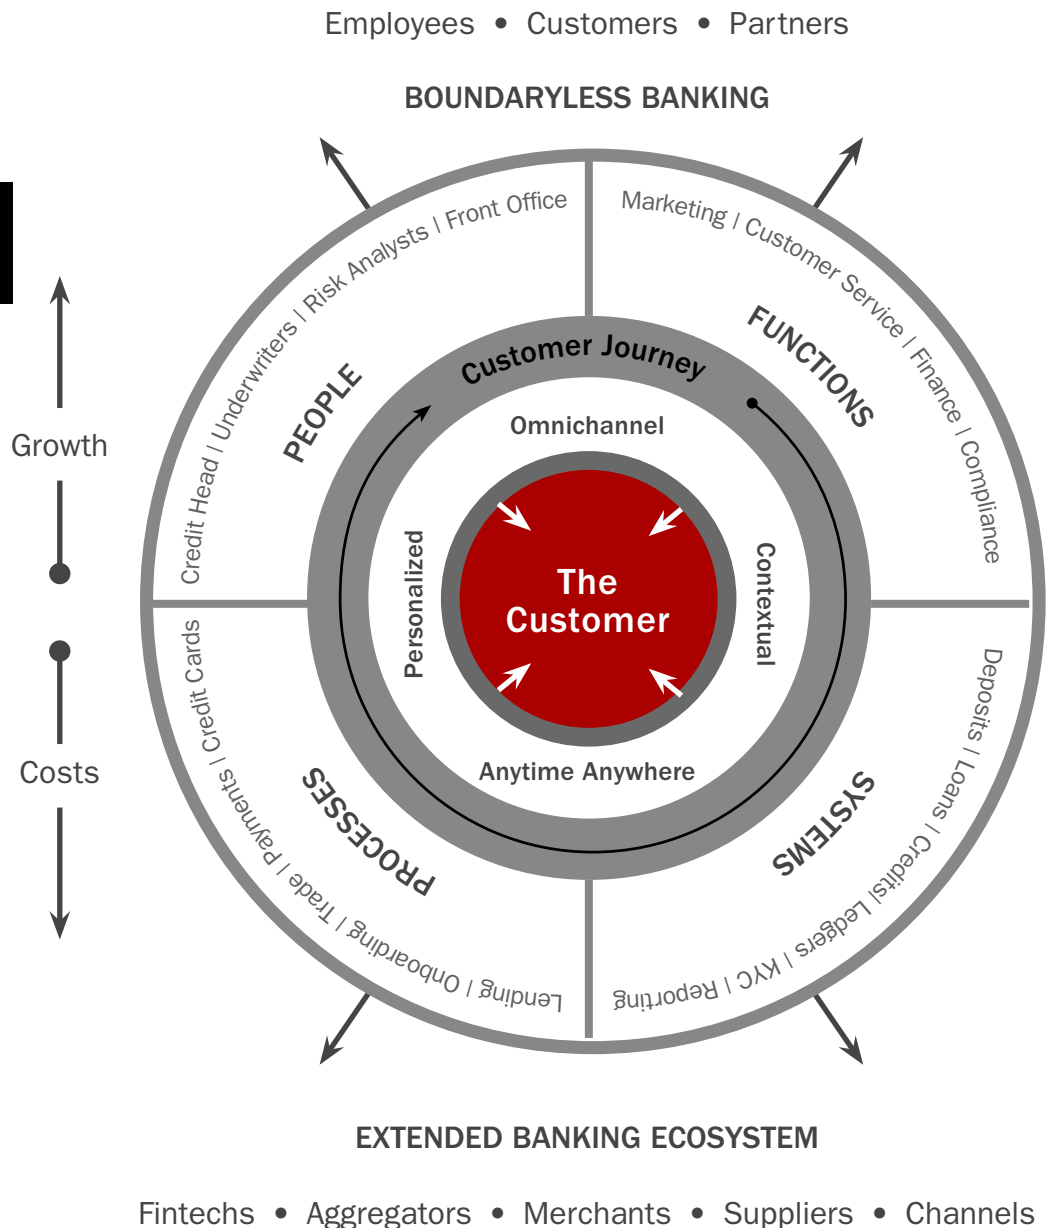 Employees • Customers • Partners
BOUNDARYLESS BANKING
Credit Head | Underwriters | Risk Analysts | Front Office
Marketing | Customer Service | Finance | Compliance
PEOPLE
FUNCTIONS
Customer Journey
Growth
Omnichannel
Personalized
The
Customer
Contextual
Costs
Anytime Anywhere
PROCESSES
SYSTEMS
Lending | Onboarding | Trade | Payments | Credit Cards
Deposits | Loans | Credits| Ledgers | KYC | Reporting
EXTENDED BANKING ECOSYSTEM
Fintechs • Aggregators • Merchants • Suppliers • Channels